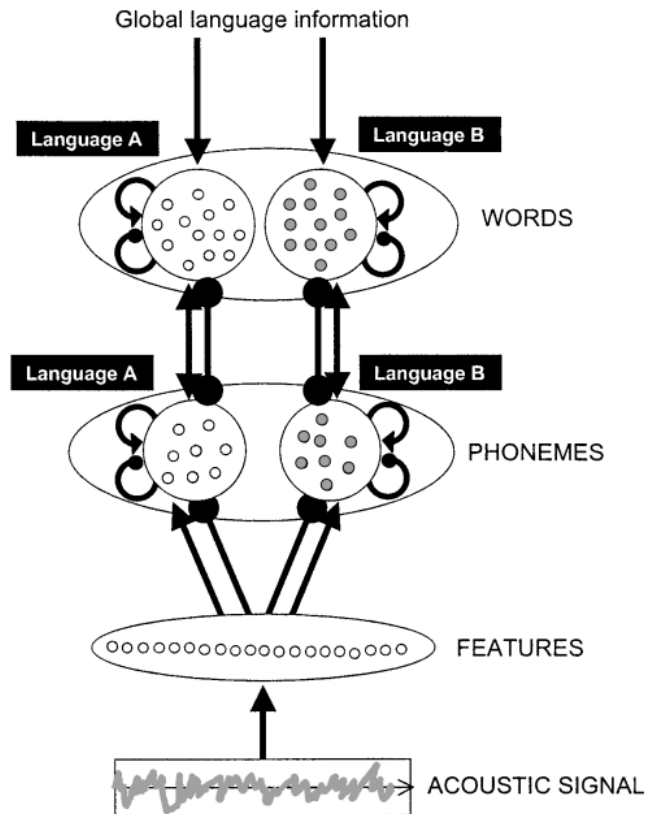 Global language information
Language A
Language B
WORDS
Language A
Language B
PHONEMES
FEATURES
ACOUSTIC SIGNAL